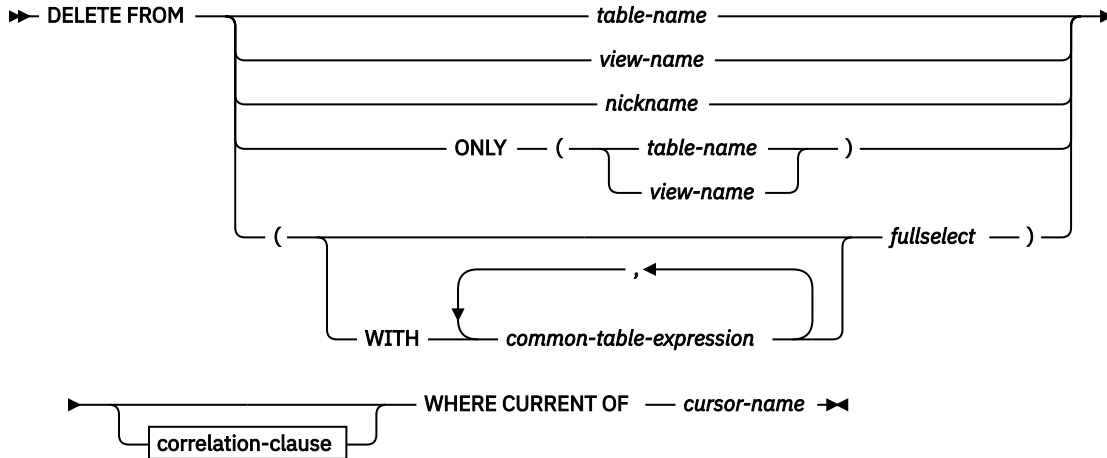 DELETE FROM table-name
view-name
nickname
ONLY ( table-name )
view-name
( fullselect )
,
WITH common-table-expression
WHERE CURRENT OF cursor-name
correlation-clause